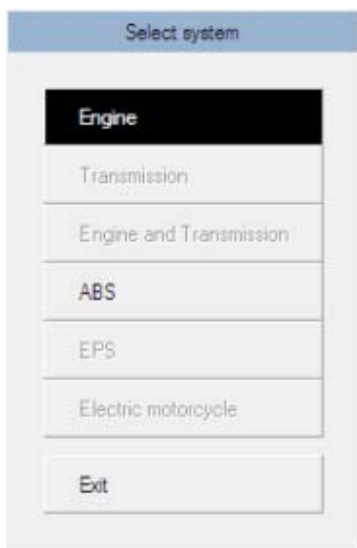 Select system
Engine
Transmission
Engine and Transmission
ABS
EPS
Electric motorcycle
Exit